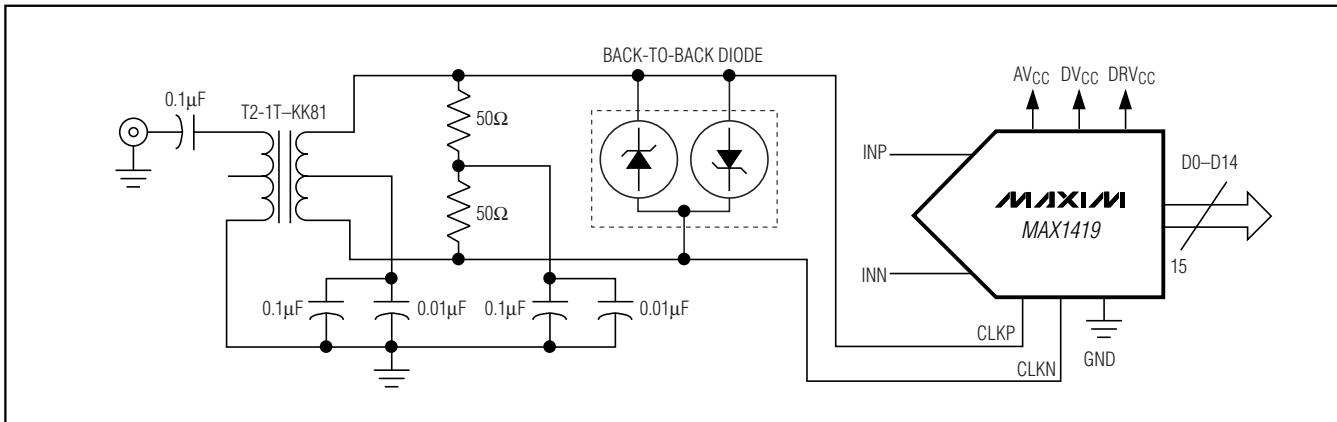 BACK-TO-BACK DIODE
0.1µF
T2-1T–KK81
50Ω
50Ω
0.1µF
0.01µF
0.1µF
0.01µF
AVCC
DVCC
DRVCC
INP
INN
MAXIM
MAX1419
D0–D14
15
CLKP
CLKN
GND